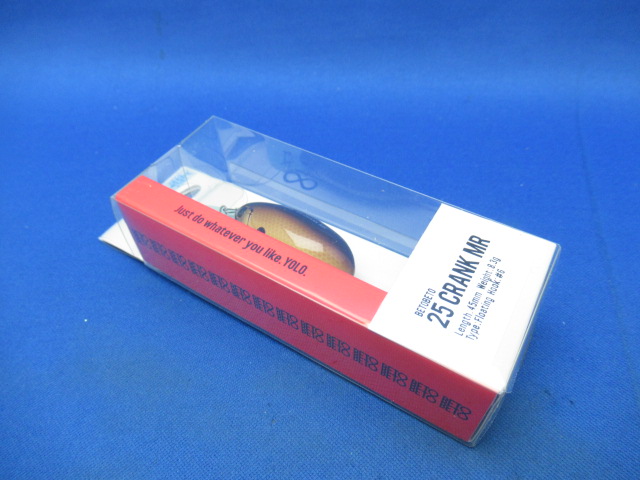 Just do whatever you like. YOLO.
BETOBETO
25 CRANK MR
Length.45mm Weight.8.3g
Type.Floating Hook.#6